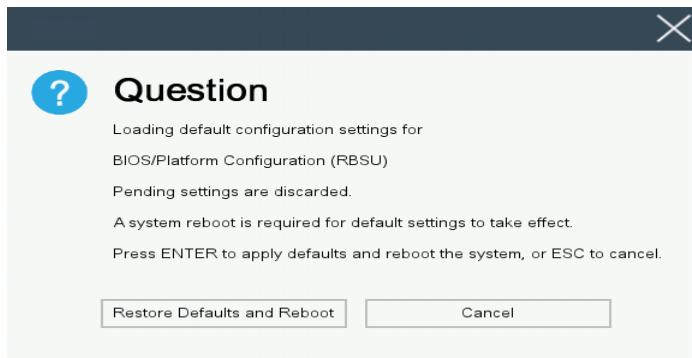 ?
Question
Loading default configuration settings for
BIOS/Platform Configuration (RBSU)
Pending settings are discarded.
A system reboot is required for default settings to take effect.
Press ENTER to apply defaults and reboot the system, or ESC to cancel.
Restore Defaults and Reboot
Cancel